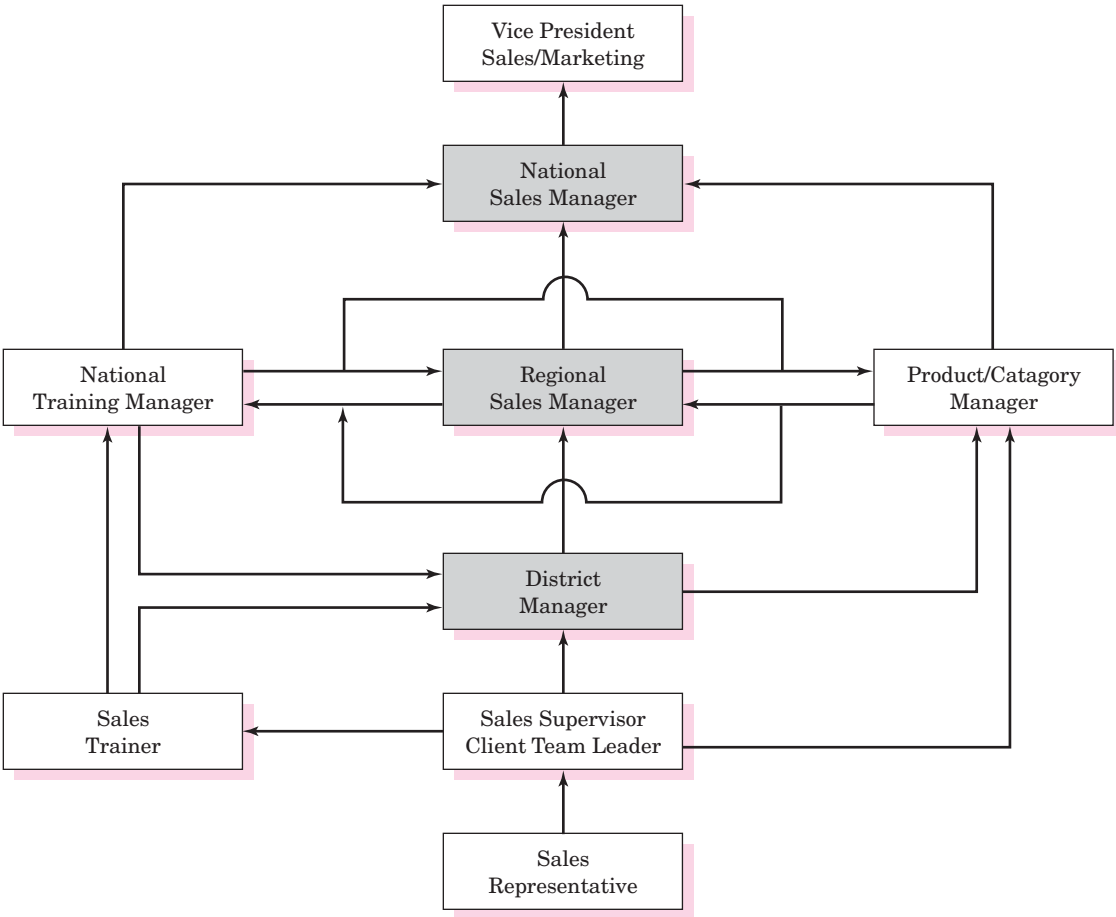 Vice President
Sales/Marketing
National
Sales Manager
National
Training Manager
Regional
Sales Manager
Product/Catagory
Manager
District
Manager
Sales
Trainer
Sales Supervisor
Client Team Leader
Sales
Representative